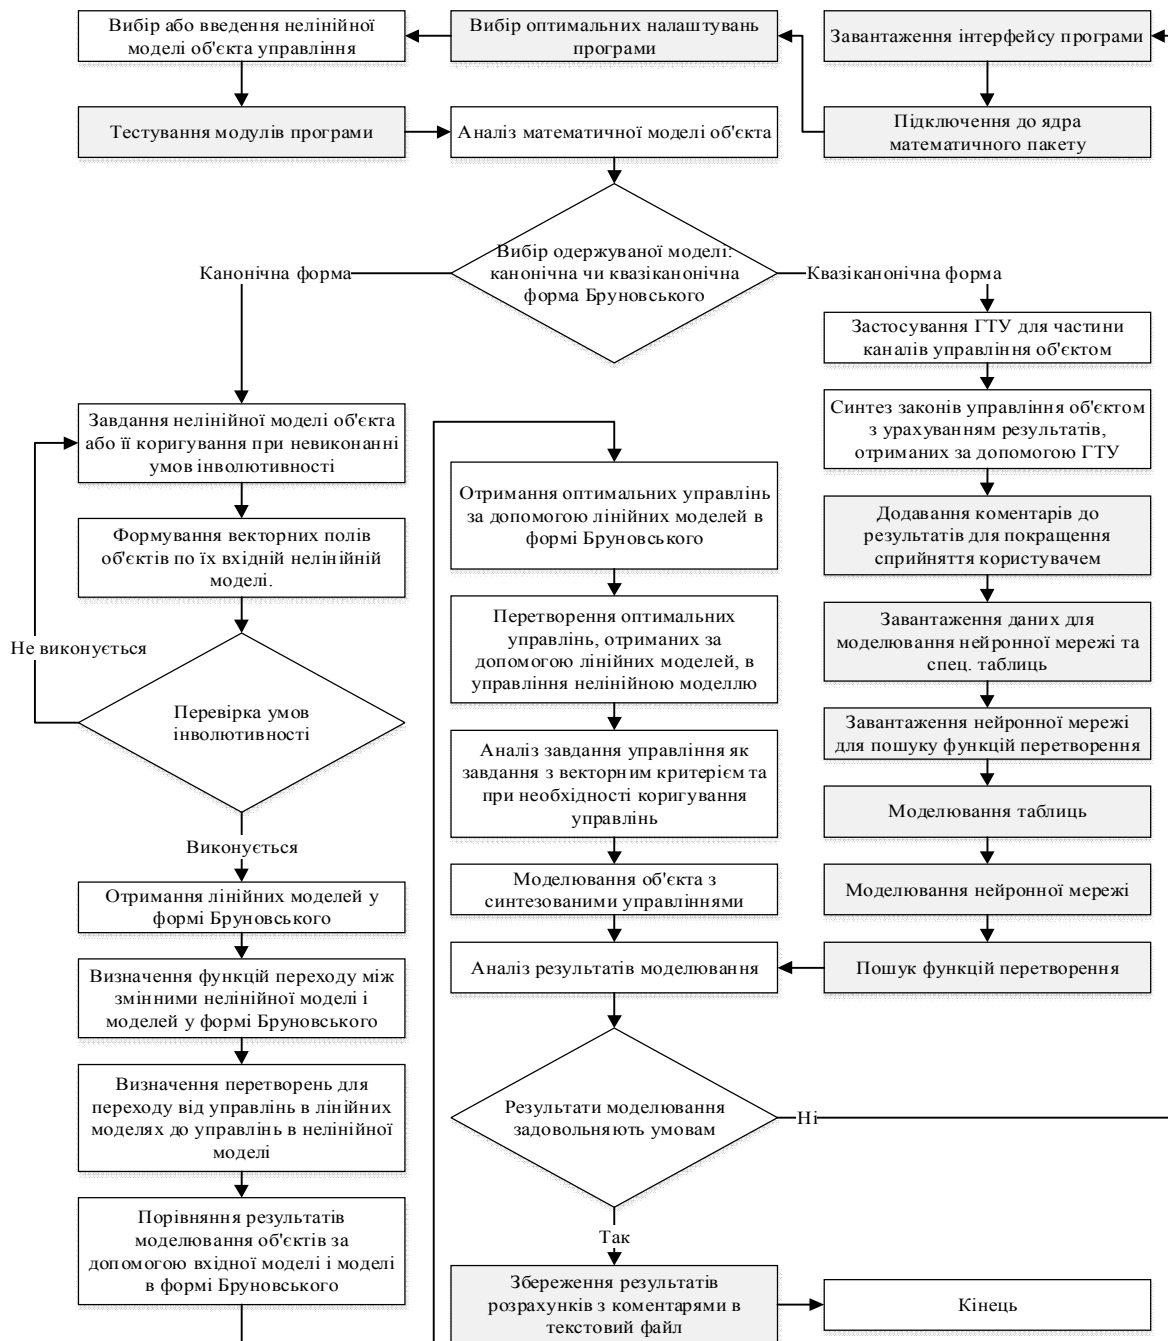 Вибір або введення нелінійної
моделі об'єкта управління
Вибір оптимальних налаштувань
програми
Завантаження інтерфейсу програми
Тестування модулів програми
Аналіз математичної моделі об'єкта
Підключення до ядра
математичного пакету
Вибір одержуваної моделі:
канонічна чи квазіканонічна
форма Бруновського
Канонічна форма
Квазіканонічна форма
Застосування ГТУ для частини
каналів управління об'єктом
Завдання нелінійної моделі об'єкта
або її коригування при невиконанні
умов інволютивності
Синтез законів управління об'єктом
з урахуванням результатів,
отриманих за допомогою ГТУ
Отримання оптимальних управлінь
за допомогою лінійних моделей в
формі Бруновського
Формування векторних полів
об'єктів по їх вхідній нелінійній
моделі.
Додавання коментарів до
результатів для покращення
сприйняття користувачем
Перетворення оптимальних
управлінь, отриманих за
допомогою лінійних моделей, в
управління нелінійною моделлю
Завантаження даних для
моделювання нейронної мережі та
спец. таблиць
Не виконується
Перевірка умов
інволютивності
Завантаження нейронної мережі
для пошуку функцій перетворення
Аналіз завдання управління як
завдання з векторним критерієм та
при необхідності коригування
управлінь
Моделювання таблиць
Виконується
Отримання лінійних моделей у
формі Бруновського
Моделювання об'єкта з
синтезованими управліннями
Моделювання нейронної мережі
Визначення функцій переходу між
змінними нелінійної моделі і
моделей у формі Бруновського
Аналіз результатів моделювання
Пошук функцій перетворення
Визначення перетворень для
переходу від управлінь в лінійних
моделях до управлінь в нелінійної
моделі
Результати моделювання
задовольняють умовам
Ні
Порівняння результатів
моделювання об'єктів за
допомогою вхідної моделі і моделі
в формі Бруновського
Так
Збереження результатів
розрахунків з коментарями в
текстовий файл
Кінець